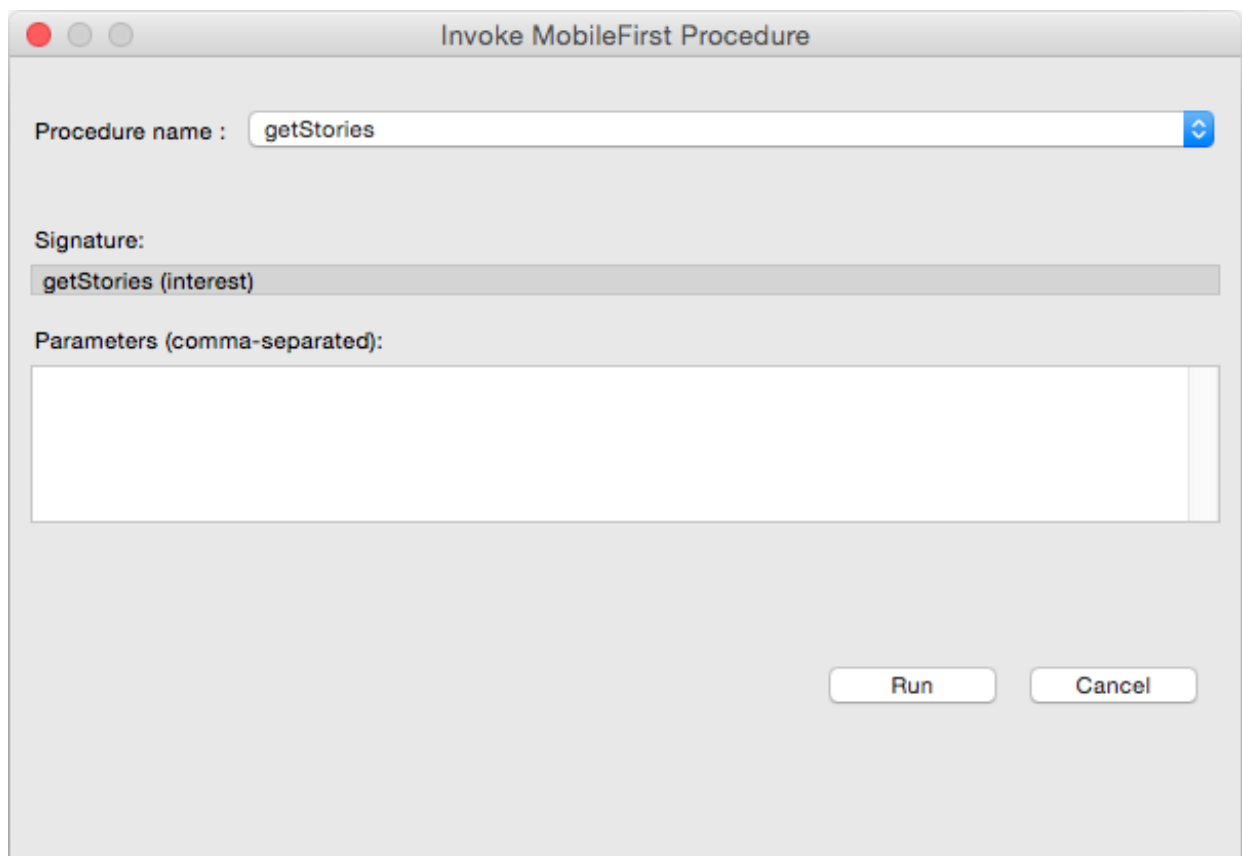 Invoke MobileFirst Procedure
Procedure name : getStories
Signature:
getStories (interest)
Parameters (comma-separated):
Run Cancel